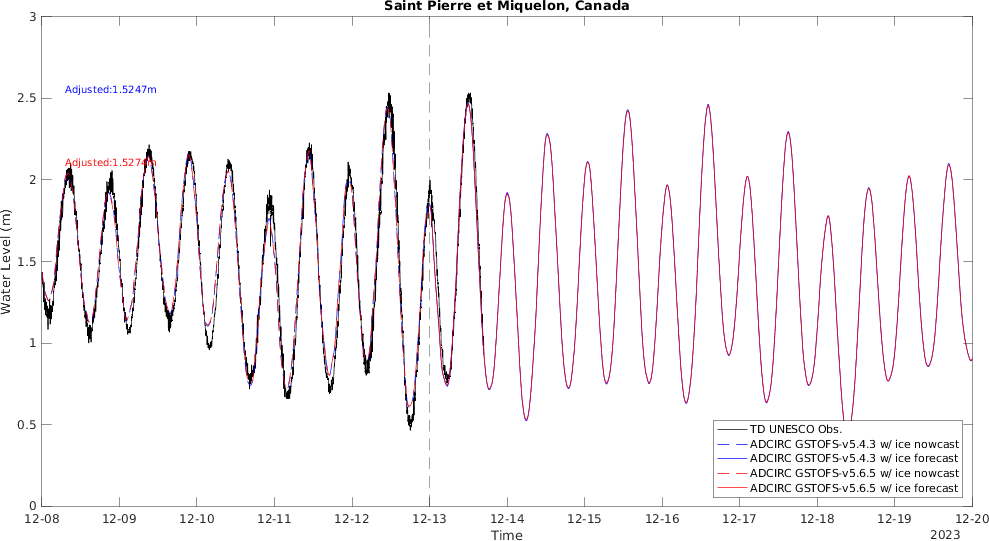 Saint Pierre et Miquelon, Canada
3
2.5
2
1.5
1
0.5
0
Water Level (m)
Adjusted:1.5247m
Adjusted:1.5274m
TD UNESCO Obs.
ADCIRC GSTOFS-v5.4.3 w/ ice nowcast
ADCIRC GSTOFS-v5.4.3 w/ ice forecast
ADCIRC GSTOFS-v5.6.5 w/ ice nowcast
ADCIRC GSTOFS-v5.6.5 w/ ice forecast
12-08 12-09 12-10 12-11 12-12 12-13 12-14 12-15 12-16 12-17 12-18 12-19 12-20
Time
2023